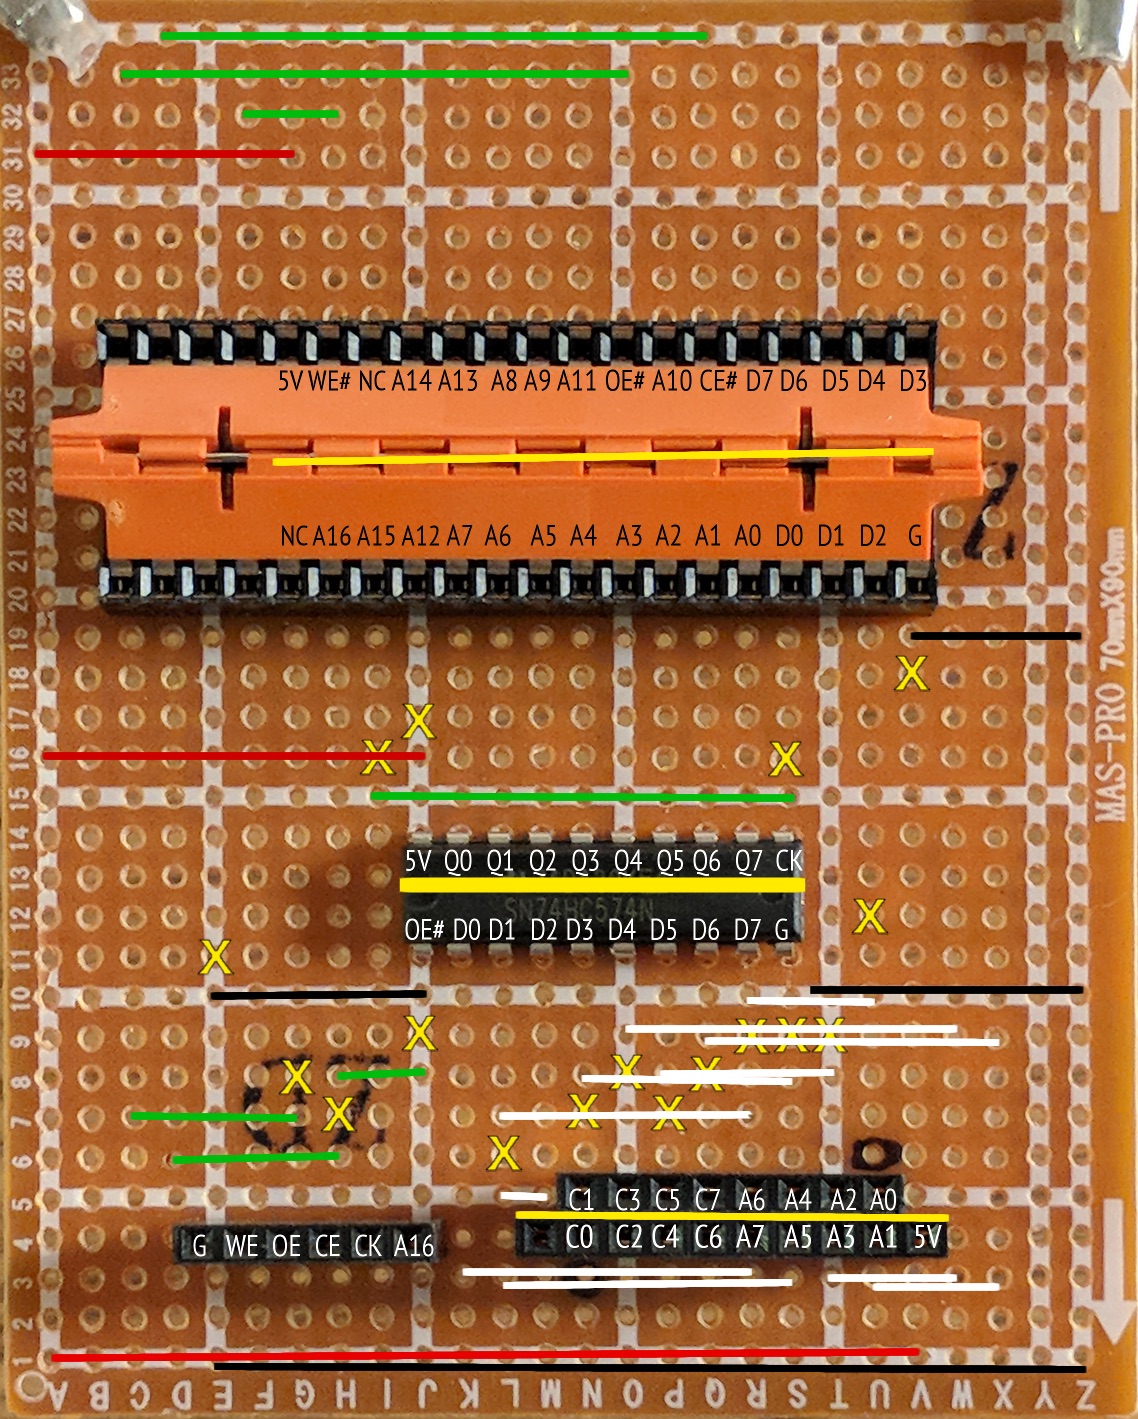 33
32
31
30
29
28
27
26
5V WE# NC A14 A13 A8 A9 A11 OE# A10 CE# D7 D6 D5 D4 D3
25
24
23
22
NC A16 A15 A12 A7 A6 A5 A4 A3 A2 A1 A0 D0 D1 D2 G
21
20
19
18 X
17 X
16 X X
15
14
5V Q0 Q1 Q2 Q3 Q4 Q5 Q6 Q7 CK
13
SN74HC574N
12 X
OE# D0 D1 D2 D3 D4 D5 D6 D7 G
11 X
10
9 X X X X
8 X X X
7 X X X
6 X
5 C1 C3 C5 C7 A6 A4 A2 A0
4 G WE OE CE CK A16 C0 C2 C4 C6 A7 A5 A3 A1 5V
3
2
1
A B C D E F G H I J K L M N O P Q R S T U V W X Y Z
MAS-PRO 70mmX90mm